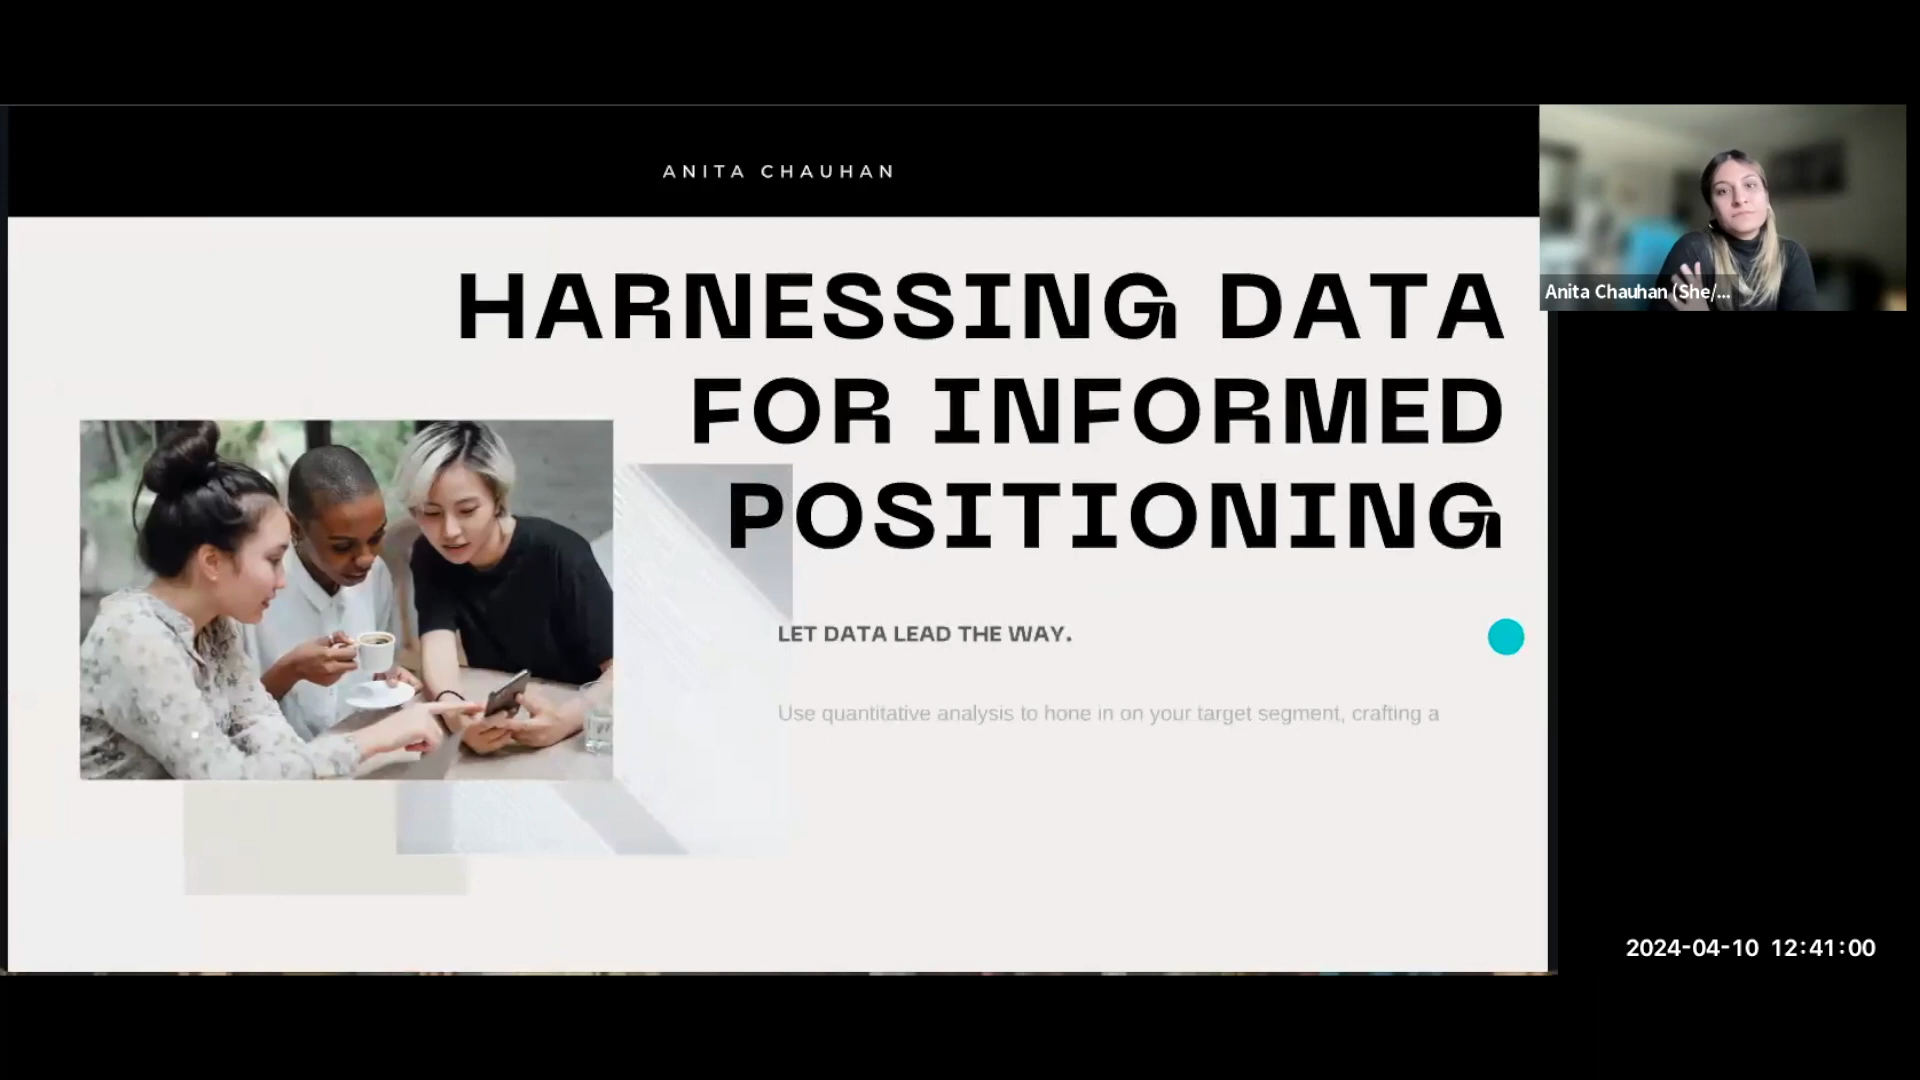 ANITA CHAUHAN
HARNESSING DATA
FOR INFORMED
POSITIONING
LET DATA LEAD THE WAY.
Use quantitative analysis to hone in on your target segment, crafting a
Anita Chauhan (She/...
2024-04-10 12:41:00